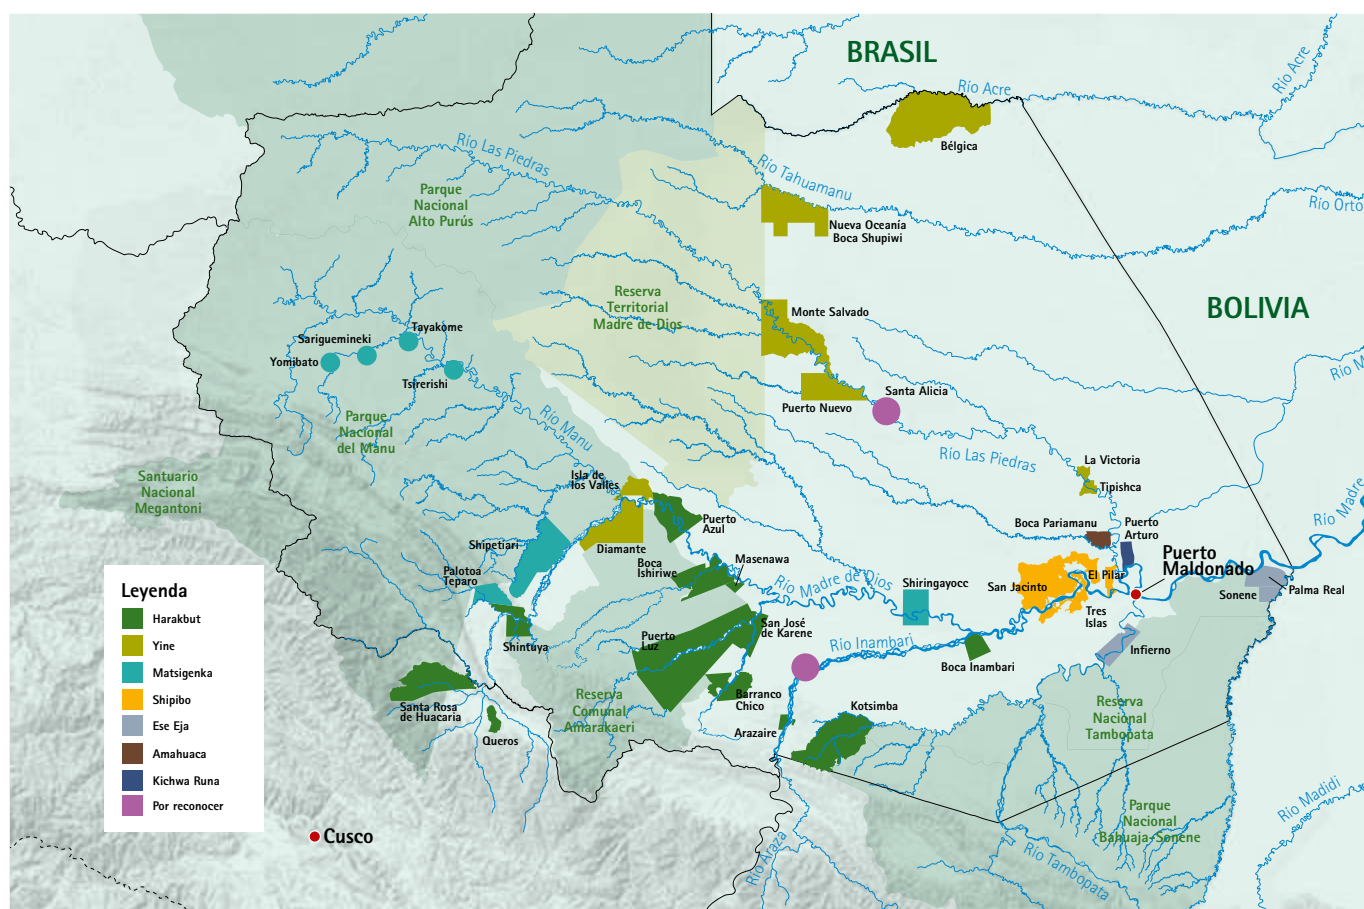 BRASIL
Río Acre
Río Acre
Bélgica
Río Las Piedras
Río Tahuamanu
Parque
Nacional
Alto Purús
Río Orto
Nueva Oceanía
Boca Shupiwi
BOLIVIA
Reserva
Territorial
Madre de Dios
Monte Salvado
Tayakome
Sariguemineki
Yomibato
Tsirerishi
Río M
Santa Alicia
Puerto Nuevo
Parque
Nacional
del Manu
Río Manu
Río Las Piedras
La Victoria
Tipishca
Santuario
Nacional
Megantoni
Isla de
los Valles
Río Madre
Puerto
Azul
Boca Pariamanu
Puerto
Arturo
Shipetiari
Diamante
Boca
Ishiriwe
Masenawa
Puerto
Maldonado
Palotoa
Teparo
Río Madre de Dios
Shiringayocc
San Jacinto
El Pilar
Sonene
Palma Real
Tres
Islas
Leyenda
Harakbut
Yine
Matsigenka
Shipibo
Ese Eja
Amahuaca
Kichwa Runa
Por reconocer
Shintuya
Puerto
Luz
San José
de Karene
Río Inambari
Boca Inambari
Infierno
Santa Rosa
de Huacaria
Queros
Reserva
Comunal
Amarakaeri
Barranco
Chico
Arazaire
Kotsimba
Reserva
Nacional
Tambopata
Parque
Nacional
Bahuaja-Sonene
Río Madidi
Cusco
Río Araza
Río Tambopata